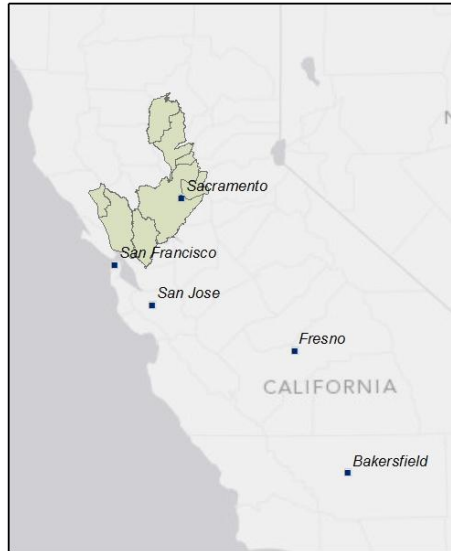 N
Sacramento
San Francisco
San Jose
Fresno
CALIFORNIA
Bakersfield